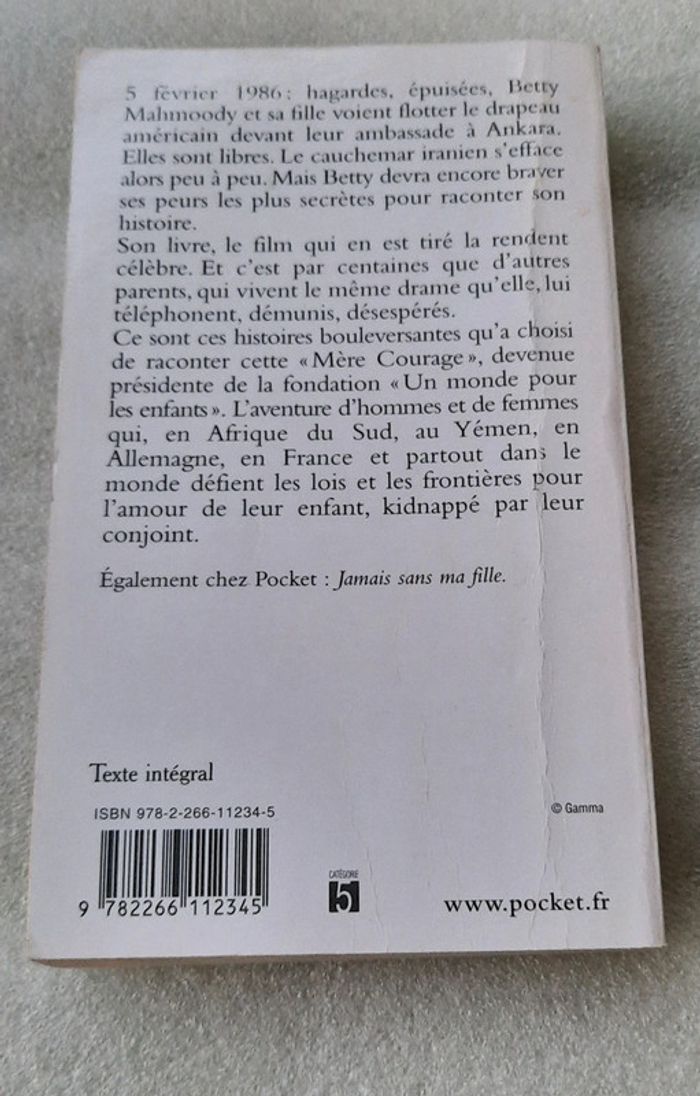 5 février 1986 : hagardes, épuisées, Betty
Mahmoody et sa fille voient flotter le drapeau
américain devant leur ambassade à Ankara.
Elles sont libres. Le cauchemar iranien s'efface
alors peu à peu. Mais Betty devra encore braver
ses peurs les plus secrètes pour raconter son
histoire.
Son livre, le film qui en est tiré la rendent
célèbre. Et c'est par centaines que d'autres
parents, qui vivent le même drame qu'elle, lui
téléphonent, démunis, désespérés.
Ce sont ces histoires bouleversantes qu'a choisi
de raconter cette « Mère Courage », devenue
présidente de la fondation « Un monde pour
les enfants ». L'aventure d'hommes et de femmes
qui, en Afrique du Sud, au Yémen, en
Allemagne, en France et partout dans le
monde défient les lois et les frontières pour
l'amour de leur enfant, kidnappé par leur
conjoint.
Également chez Pocket : Jamais sans ma fille.
Texte intégral
ISBN 978-2-266-11234-5
© Gamma
9 782266 112345
CATÉGORIE
5
www.pocket.fr